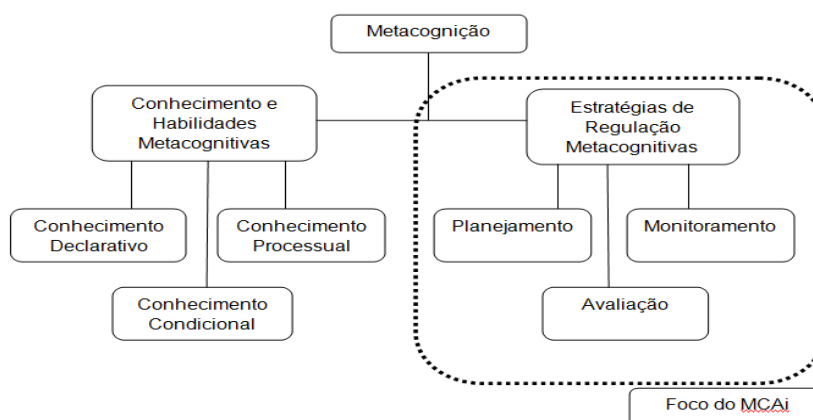 Metacognição
Conhecimento e
Habilidades
Metacognitivas
Estratégias de
Regulação
Metacognitivas
Conhecimento
Declarativo
Conhecimento
Processual
Conhecimento
Condicional
Planejamento
Monitoramento
Avaliação
Foco do MCAi